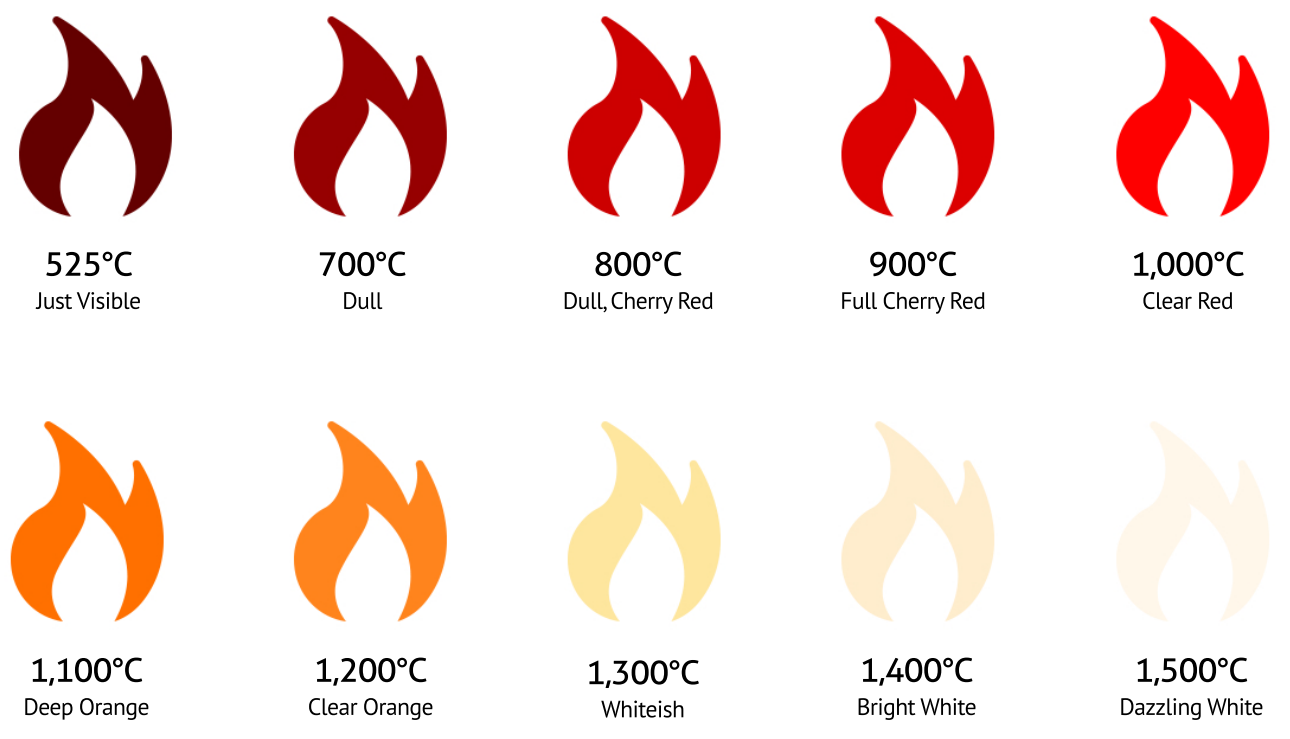 525°C
Just Visible
700°C
Dull
800°C
Dull, Cherry Red
900°C
Full Cherry Red
1,000°C
Clear Red
1,100°C
Deep Orange
1,200°C
Clear Orange
1,300°C
Whiteish
1,400°C
Bright White
1,500°C
Dazzling White